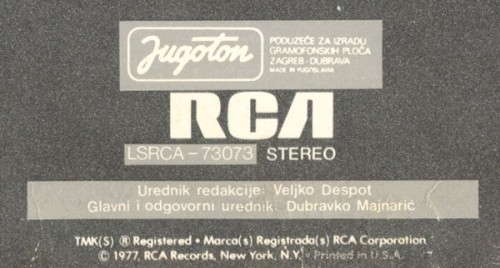 Jugoton
PODUZEĆE ZA IZRADU
GRAMOFONSKIH PLOČA
ZAGREB - DUBRAVA
MADE IN YUGOSLAVIA
RCA
LSRCA - 73073 STEREO
Urednik redakcije: Veljko Despot
Glavni i odgovorni urednik: Dubravko Majnarić
TMK(S) ® Registered • Marca(s) Registrada(s) RCA Corporation
© 1977, RCA Records, New York, N.Y. • Printed in U.S.A.